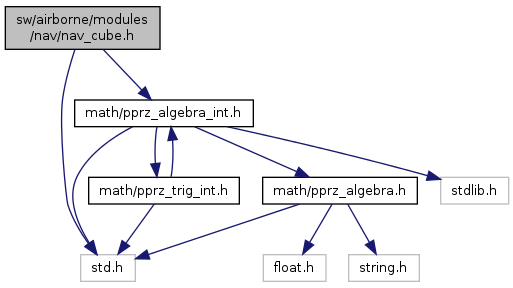 sw/airborne/modules
/nav/nav_cube.h
math/pprz_algebra_int.h
math/pprz_trig_int.h
math/pprz_algebra.h
stdlib.h
std.h
float.h
string.h